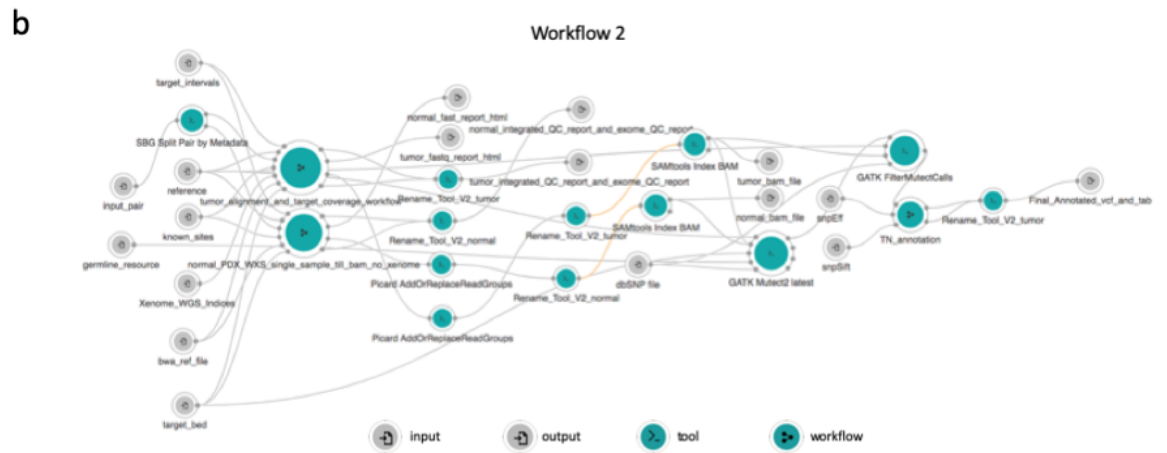 b
Workflow 2
target_intervals
SBG Split Pair by Metadata
reference
input_pair
known_sites
germline_resource
Xenome_WGS_Indices
bwa_ref_file
target_bed
tumor_alignment_and_target_coverage_workflow
normal_PDX_WXS_single_sample_till_bam_no_xenome
normal_fast_report_html
tumor_fastq_report_html
Rename_Tool_V2_tumor
Rename_Tool_V2_normal
Picard AddOrReplaceReadGroups
Picard AddOrReplaceReadGroups
normal_integrated_QC_report_and_exome_QC_report
tumor_integrated_QC_report_and_exome_QC_report
Rename_Tool_V2_tumor
Rename_Tool_V2_normal
SAMtools Index BAM
SAMtools Index BAM
dbSNP file
tumor_bam_file
normal_bam_file
GATK Mutect2 latest
snpEff
snpSift
GATK FilterMutectCalls
TN_annotation
Rename_Tool_V2_tumor
Final_Annotated_vcf_and_tab
input
output
tool
workflow